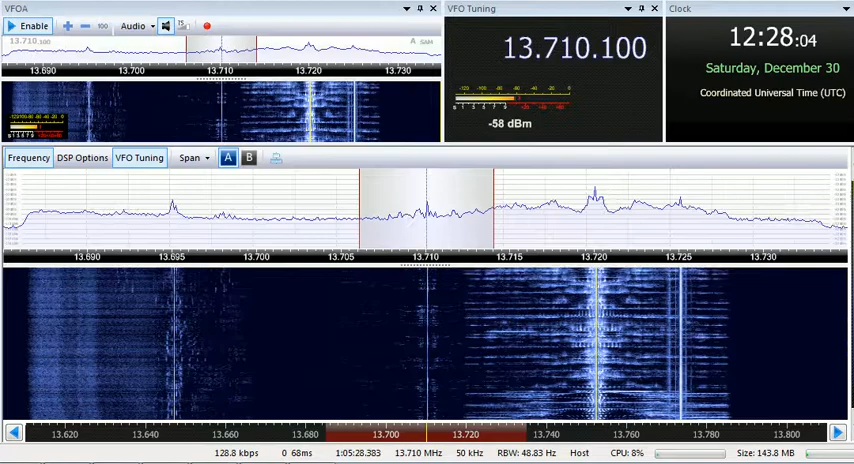 VFOA
Enable
100
Audio
13.710.100
A SAM
13.690 13.700 13.710 13.720 13.730
VFO Tuning
13.710.100
-58 dBm
Clock
12:28:04
Saturday, December 30
Coordinated Universal Time (UTC)
Frequency DSP Options VFO Tuning Span A B
13.690 13.695 13.700 13.705 13.710 13.715 13.720 13.725 13.730
13.620 13.640 13.660 13.680 13.700 13.720 13.740 13.760 13.780 13.800
128.8 kbps 0 68ms 1:05:28.383 13.710 MHz 50 kHz RBW: 48.83 Hz Host CPU: 8% Size: 143.8 MB